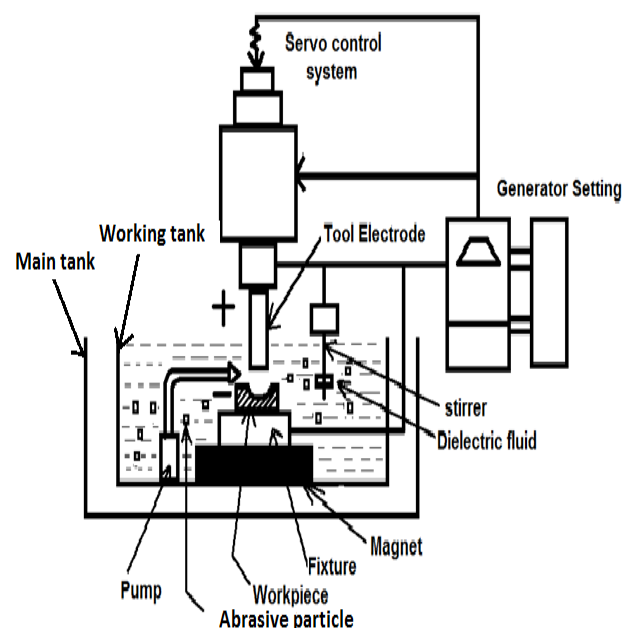 Servo control
system
Generator Setting
Working tank
Tool Electrode
Main tank
+
−
stirrer
Dielectric fluid
Magnet
Fixture
Pump
Workpiece
Abrasive particle